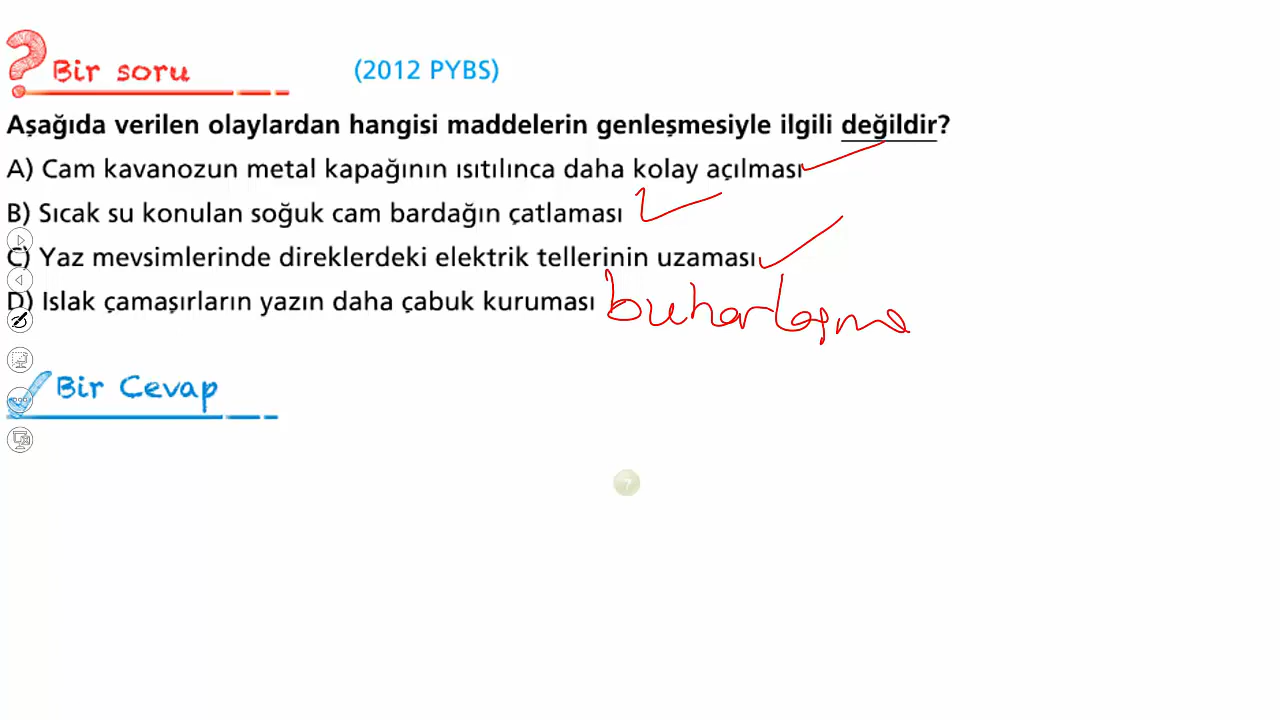 Bir soru (2012 PYBS)
Aşağıda verilen olaylardan hangisi maddelerin genleşmesiyle ilgili değildir?
A) Cam kavanozun metal kapağının ısıtılınca daha kolay açılması
B) Sıcak su konulan soğuk cam bardağın çatlaması
C) Yaz mevsimlerinde direklerdeki elektrik tellerinin uzaması
D) Islak çamaşırların yazın daha çabuk kuruması buharlaşma
Bir Cevap
7